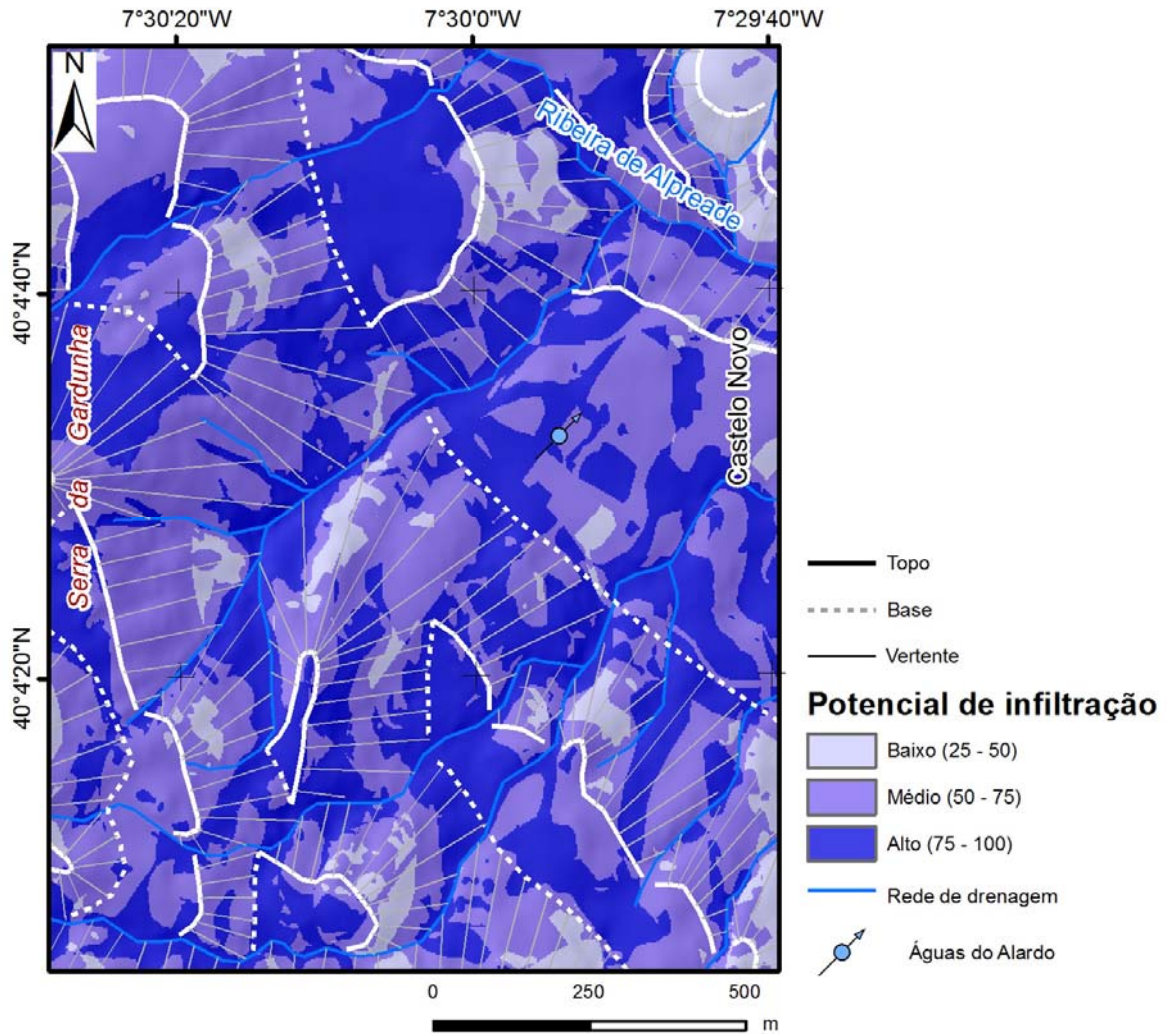 7°30'20"W
7°30'0"W
7°29'40"W
N
Ribeira de Alpreade
40°4'40"N
Serra da Gardunha
Castelo Novo
40°4'20"N
Topo
Base
Vertente
Potencial de infiltração
Baixo (25 - 50)
Médio (50 - 75)
Alto (75 - 100)
Rede de drenagem
Águas do Alardo
0 250 500
m